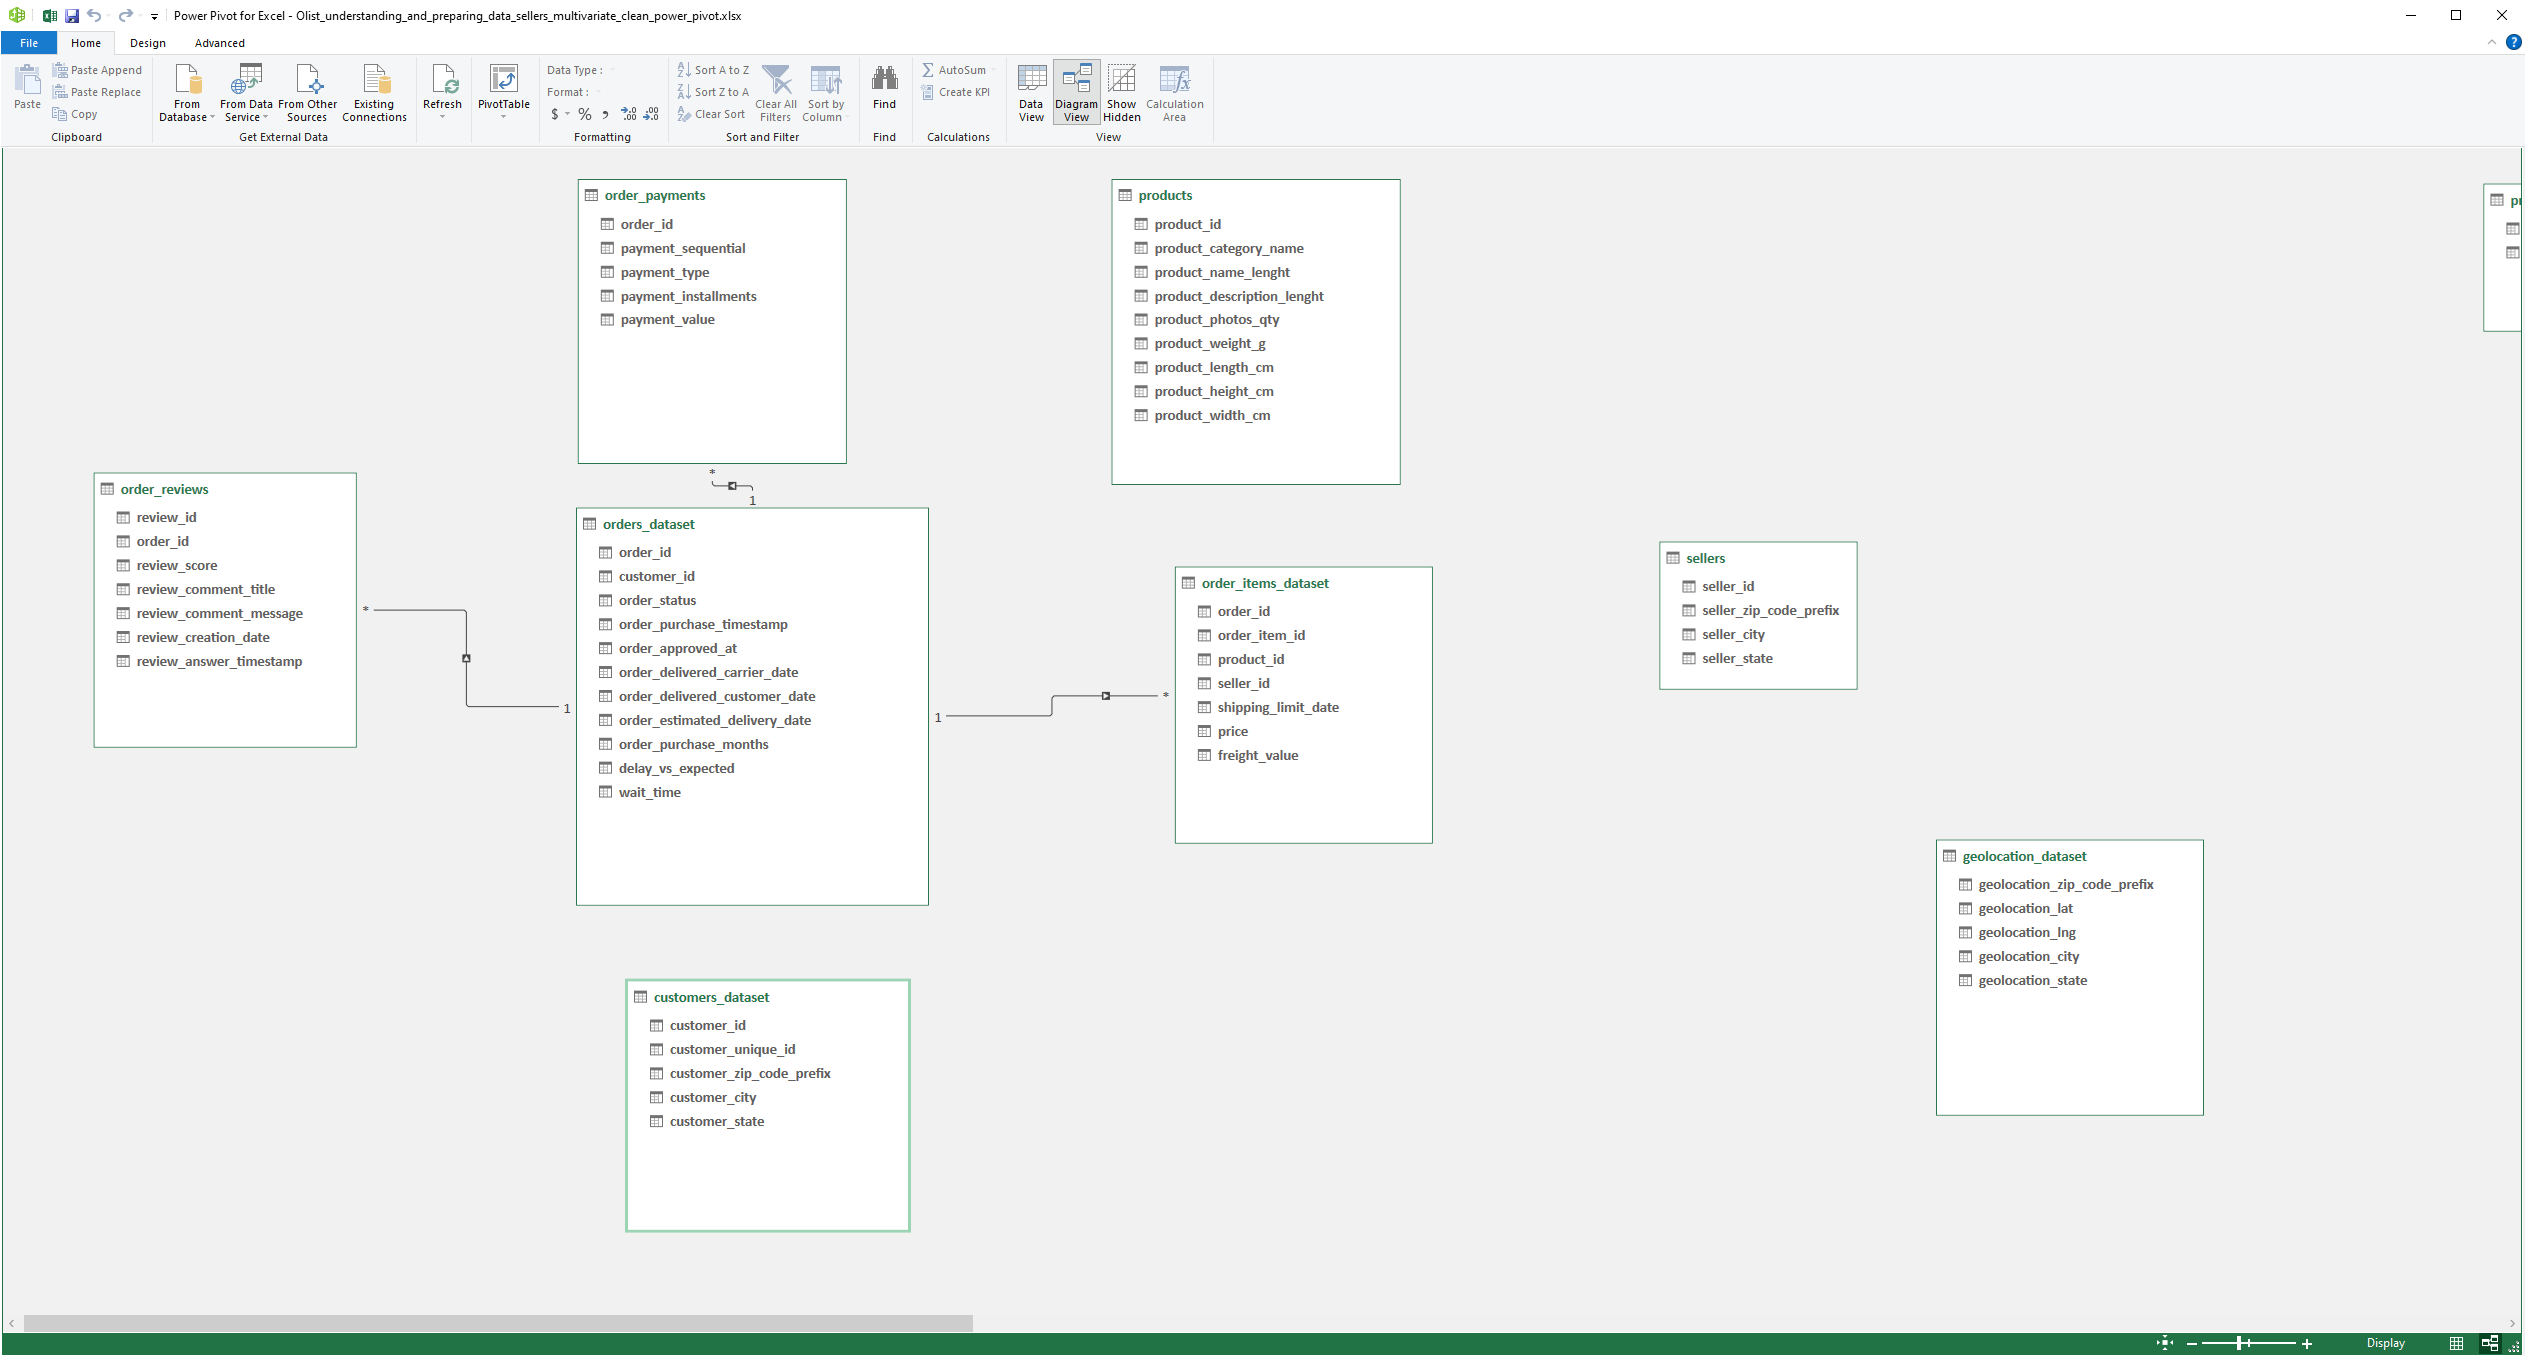 Power Pivot for Excel - Olist_understanding_and_preparing_data_sellers_multivariate_clean_power_pivot.xlsx
File Home Design Advanced
Paste
Paste Append
Paste Replace
Copy
Clipboard
From Database
From Data Service
From Other Sources
Existing Connections
Get External Data
Refresh
PivotTable
Data Type :
Format :
$ % ,
Formatting
Sort A to Z
Sort Z to A
Clear Sort
Clear All Filters
Sort by Column
Sort and Filter
Find
Find
AutoSum
Create KPI
Calculations
Data View
Diagram View
Show Hidden
Calculation Area
View
order_payments
order_id
payment_sequential
payment_type
payment_installments
payment_value
products
product_id
product_category_name
product_name_lenght
product_description_lenght
product_photos_qty
product_weight_g
product_length_cm
product_height_cm
product_width_cm
pr
order_reviews
review_id
order_id
review_score
review_comment_title
review_comment_message
review_creation_date
review_answer_timestamp
*
1
*
1
orders_dataset
order_id
customer_id
order_status
order_purchase_timestamp
order_approved_at
order_delivered_carrier_date
order_delivered_customer_date
order_estimated_delivery_date
order_purchase_months
delay_vs_expected
wait_time
1
*
order_items_dataset
order_id
order_item_id
product_id
seller_id
shipping_limit_date
price
freight_value
sellers
seller_id
seller_zip_code_prefix
seller_city
seller_state
geolocation_dataset
geolocation_zip_code_prefix
geolocation_lat
geolocation_lng
geolocation_city
geolocation_state
customers_dataset
customer_id
customer_unique_id
customer_zip_code_prefix
customer_city
customer_state
Display